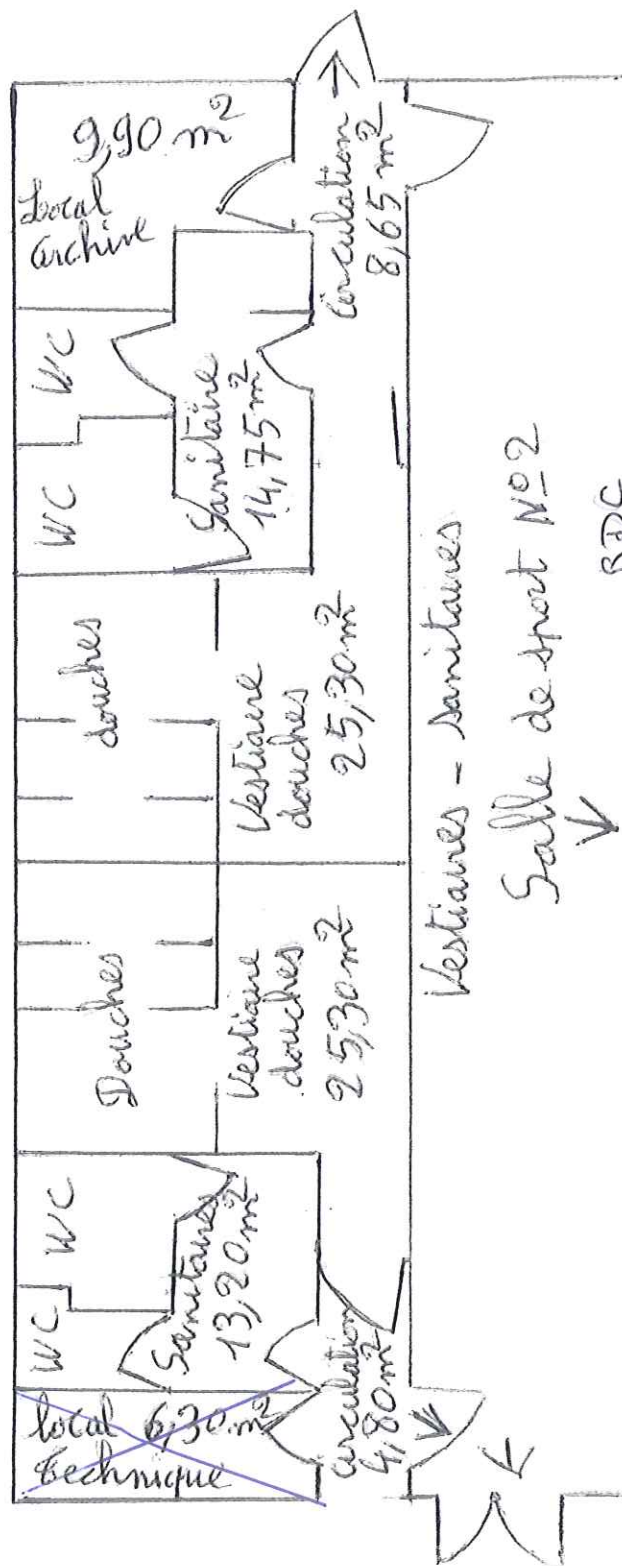 local 6,30 m²
technique
WC
WC
Sanitaires
13,20 m²
circulation
4,80 m²
Douches
Vestiaire
douches
25,30 m²
douches
Vestiaire
douches
25,30 m²
WC
WC
Sanitaire
14,75 m²
9,90 m²
Local
archive
circulation
8,65 m²
Vestiaires - Sanitaires
Salle de sport N° 2
RDC